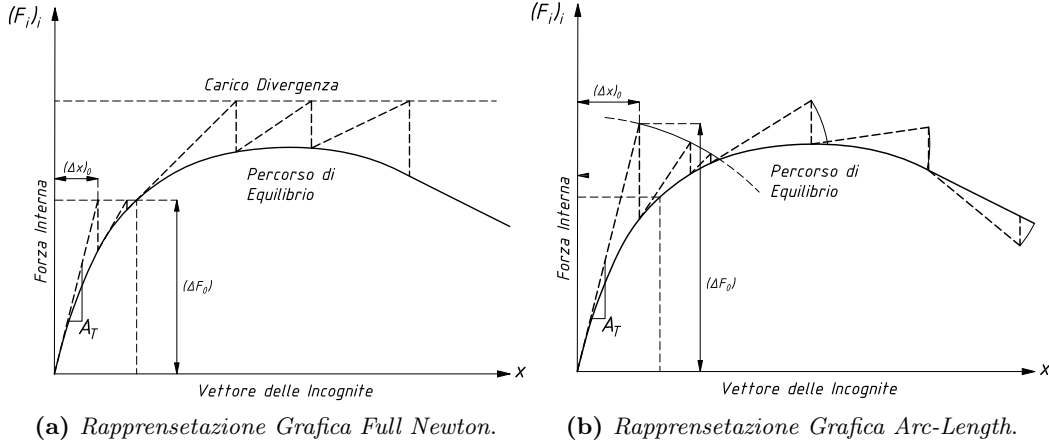 (F_i)_i
Carico Divergenza
(Δx)_0
Percorso di
Equilibrio
Forza Interna
(ΔF_0)
A_T
x
Vettore delle Incognite
(a) Rapprensetazione Grafica Full Newton.
(F_i)_i
(Δx)_0
Percorso di
Equilibrio
Forza Interna
(ΔF_0)
A_T
x
Vettore delle Incognite
(b) Rapprensetazione Grafica Arc-Length.